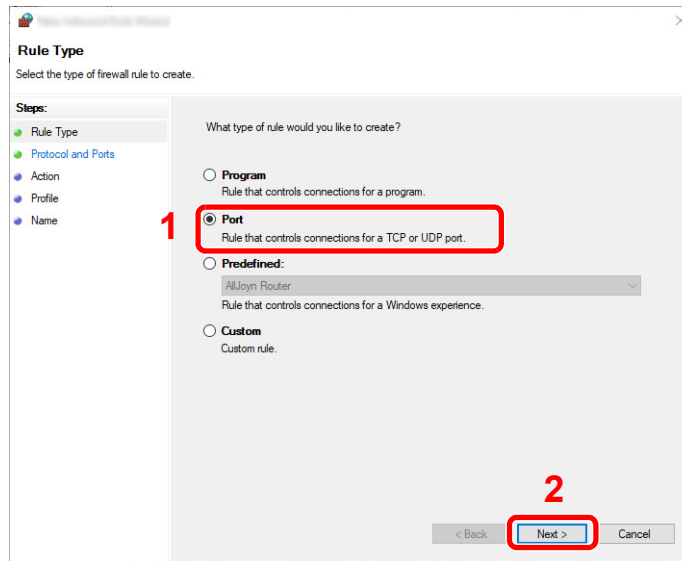 Rule Type
Select the type of firewall rule to create.
Steps:
Rule Type
Protocol and Ports
Action
Profile
Name
What type of rule would you like to create?
Program
Rule that controls connections for a program.
1
Port
Rule that controls connections for a TCP or UDP port.
Predefined:
AllJoyn Router
Rule that controls connections for a Windows experience.
Custom
Custom rule.
2
< Back
Next >
Cancel